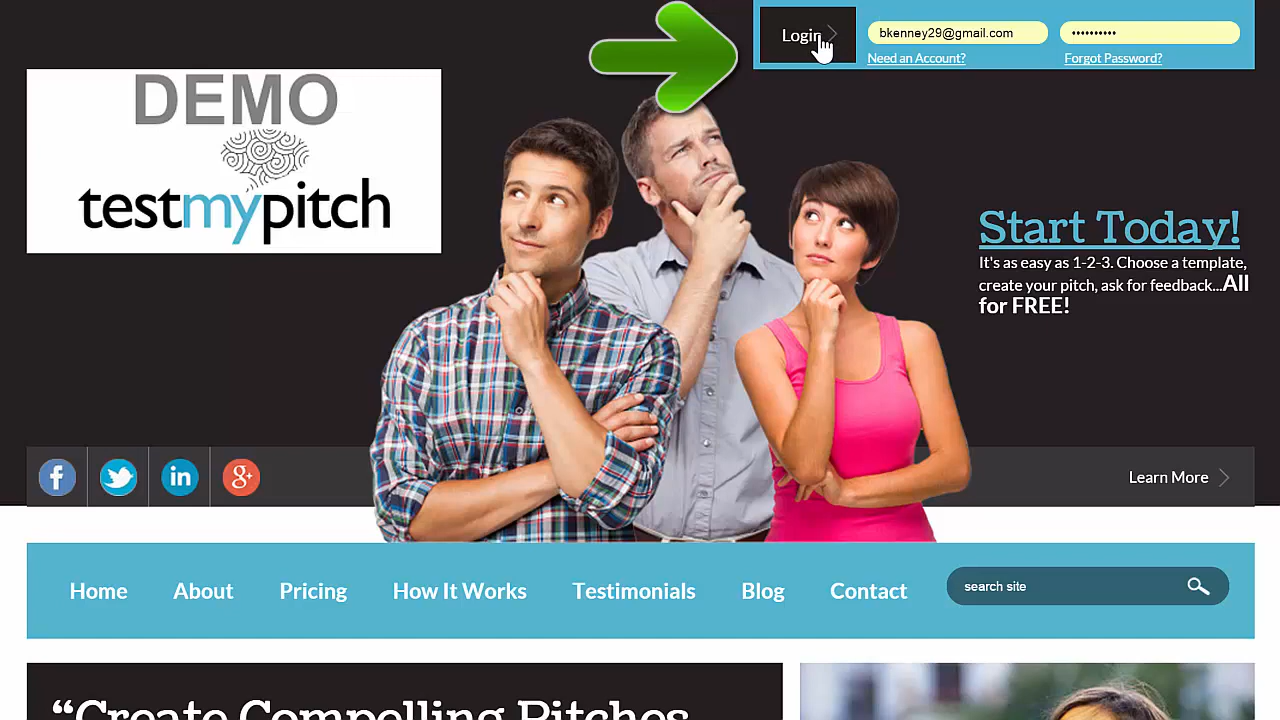 Login
bkenney29@gmail.com
••••••••••
Need an Account?
Forgot Password?
DEMO
testmypitch
Start Today!
It's as easy as 1-2-3. Choose a template,
create your pitch, ask for feedback...All
for FREE!
f
in
g+
Learn More
Home About Pricing How It Works Testimonials Blog Contact
search site
“Create Compelling Pitches